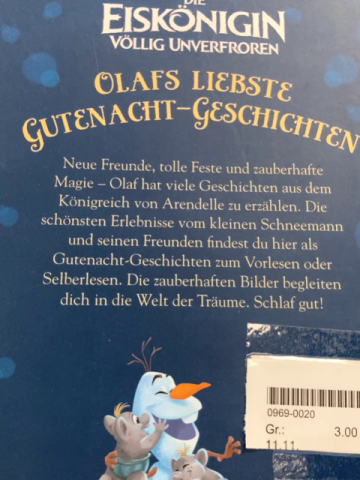 DIE
EISKÖNIGIN
VÖLLIG UNVERFROREN
OLAFS LIEBSTE
GUTENACHT-GESCHICHTEN
Neue Freunde, tolle Feste und zauberhafte
Magie – Olaf hat viele Geschichten aus dem
Königreich von Arendelle zu erzählen. Die
schönsten Erlebnisse vom kleinen Schneemann
und seinen Freunden findest du hier als
Gutenacht-Geschichten zum Vorlesen oder
Selberlesen. Die zauberhaften Bilder begleiten
dich in die Welt der Träume. Schlaf gut!
0969-0020
Gr.: 3.00
11.11.